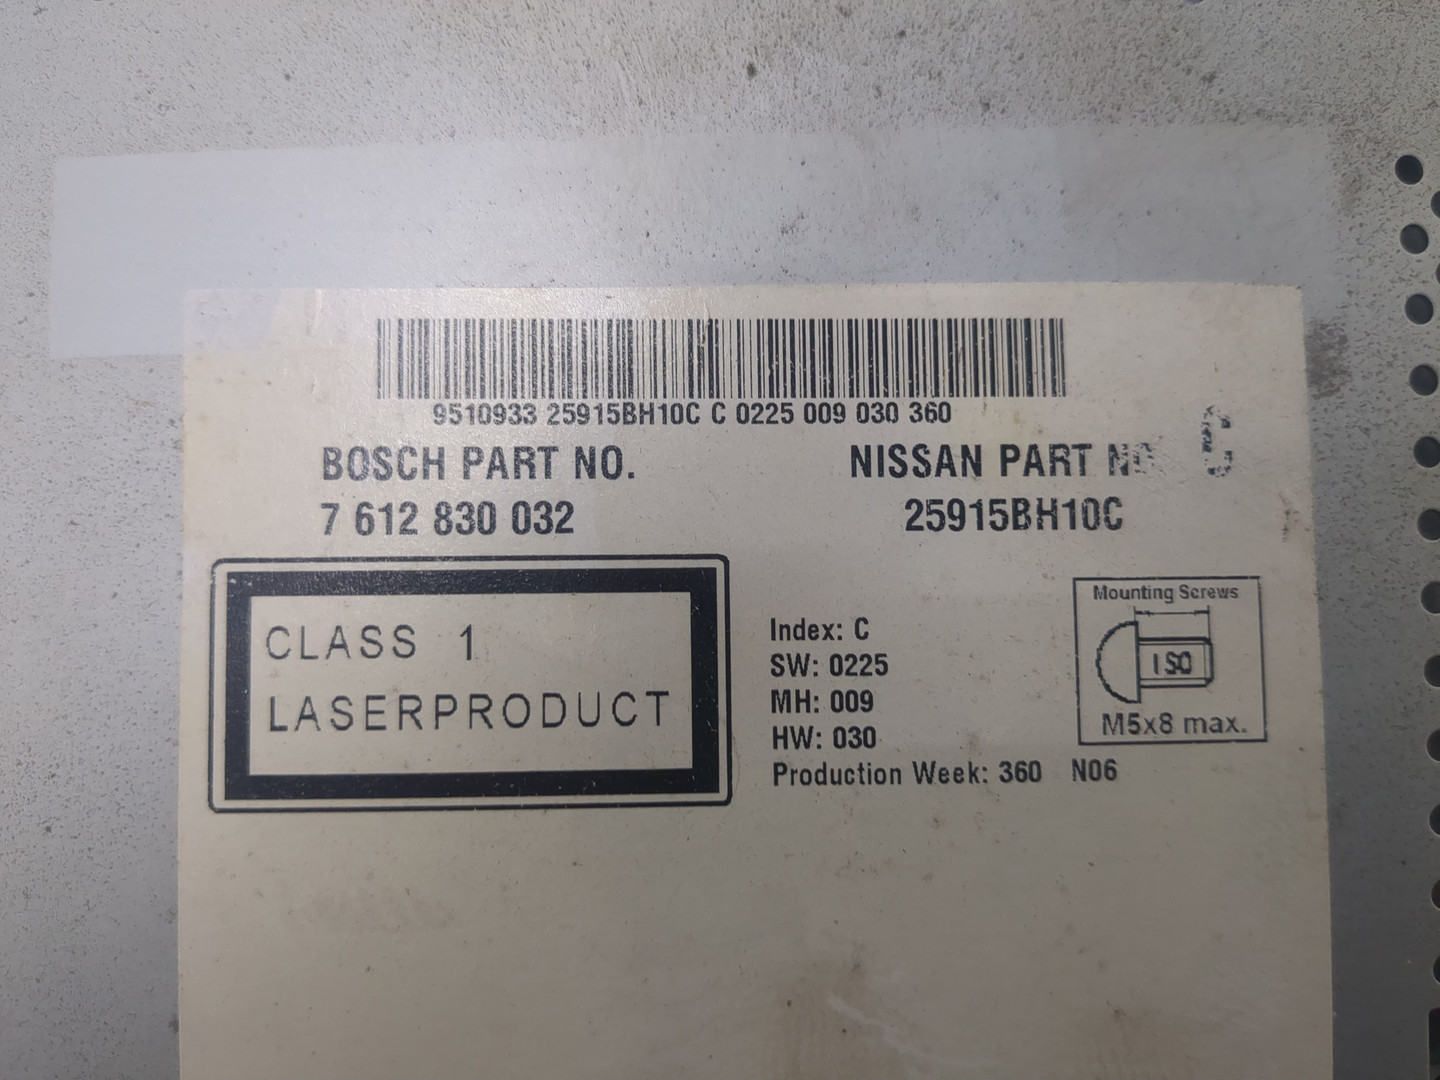 9510933 25915BH10C C 0225 009 030 360
BOSCH PART NO.
7 612 830 032
NISSAN PART NO
25915BH10C
CLASS 1
LASERPRODUCT
Index: C
SW: 0225
MH: 009
HW: 030
Production Week: 360 N06
Mounting Screws
ISO
M5x8 max.